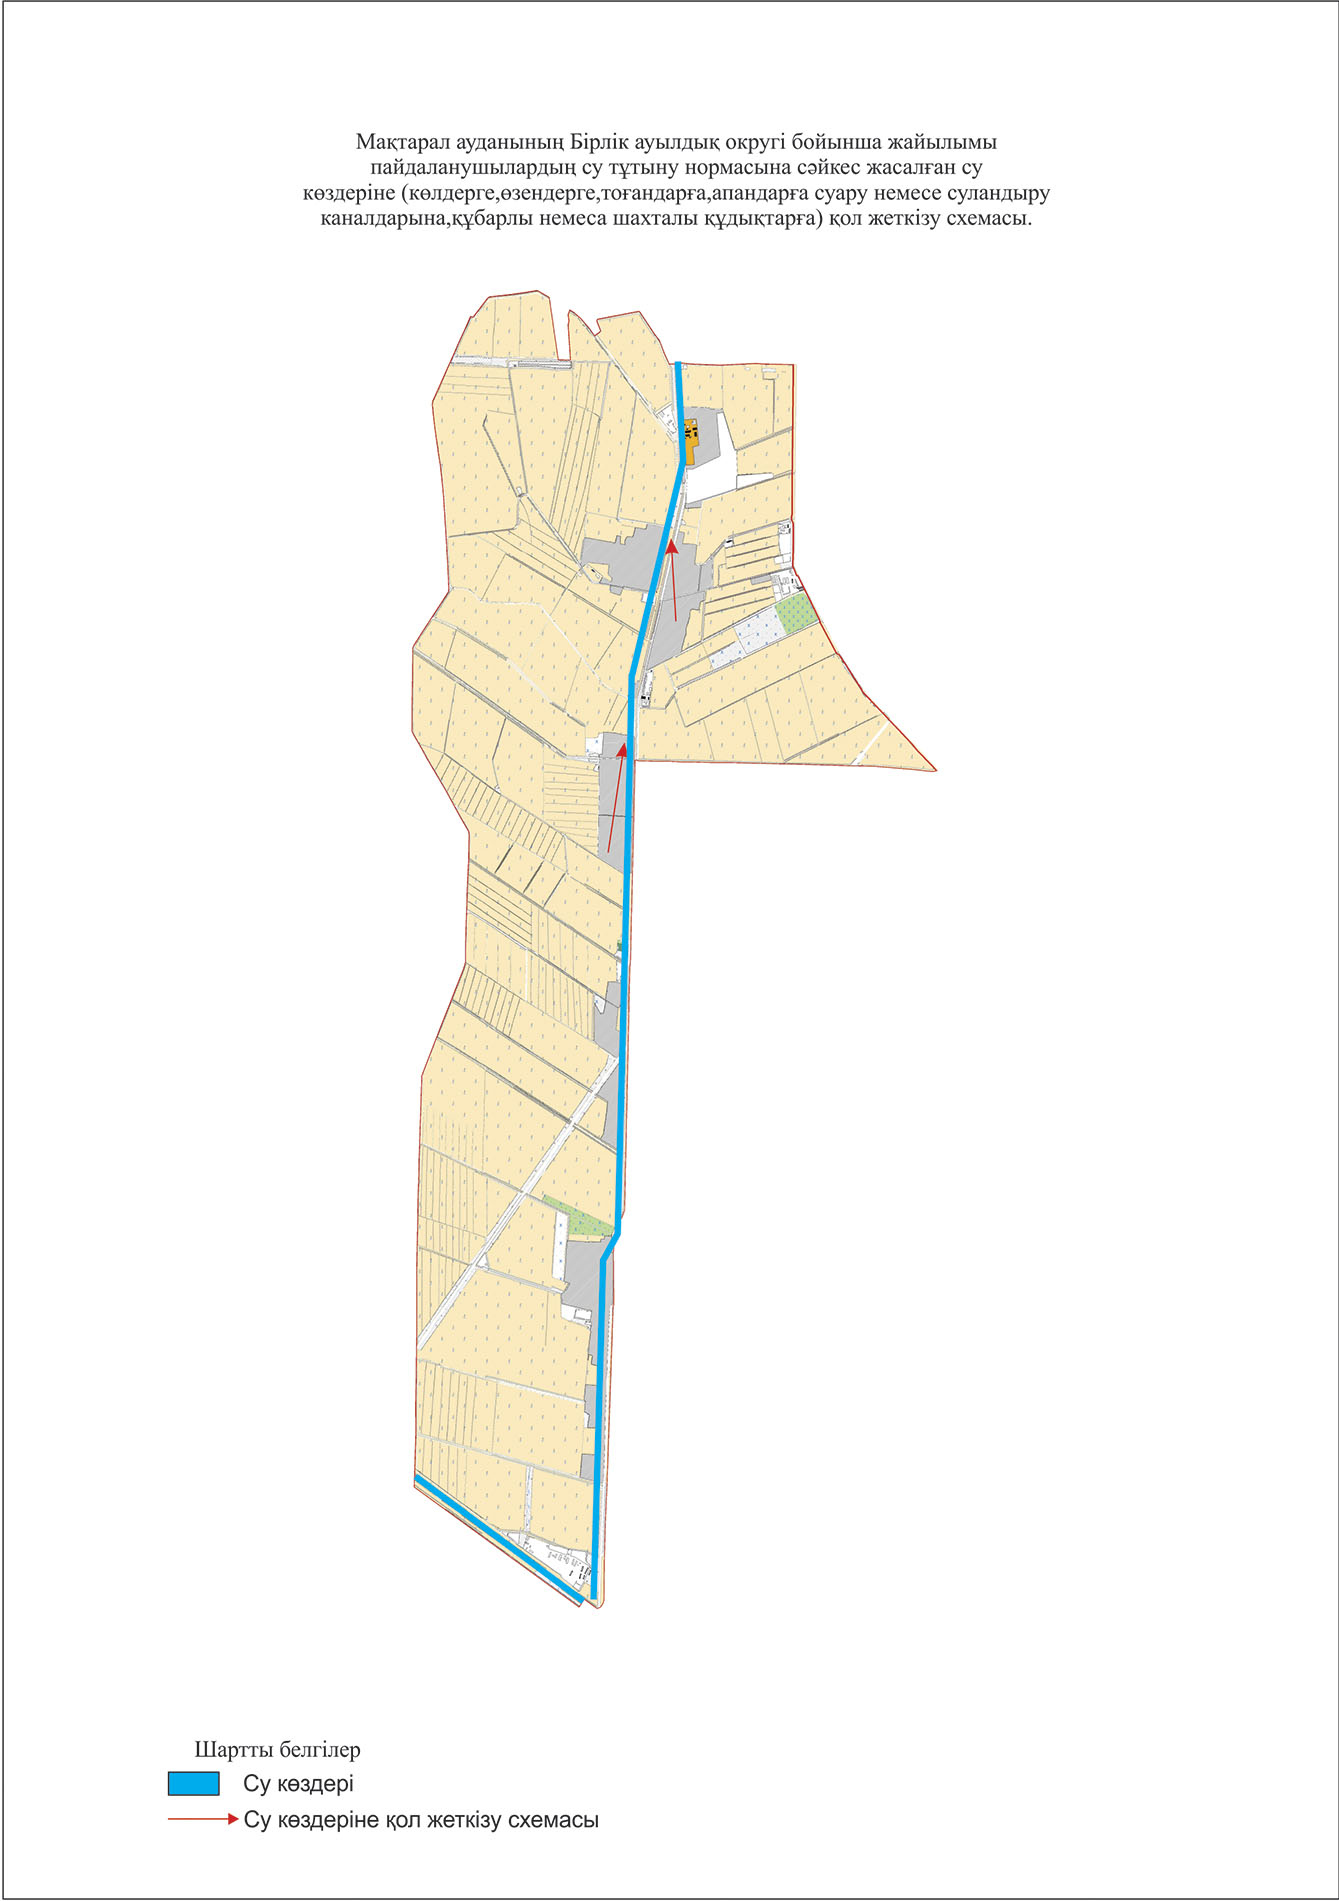 Мақтарал ауданының Бірлік ауылдық округі бойынша жайылымы
пайдаланушылардың су тұтыну нормасына сәйкес жасалған су
көздеріне (көлдерге,өзендерге,тоғандарға,апандарға суару немесе суландыру
каналдарына,құбарлы немеса шахталы құдықтарға) қол жеткізу схемасы.
Шартты белгілер
Су көздері
Су көздеріне қол жеткізу схемасы